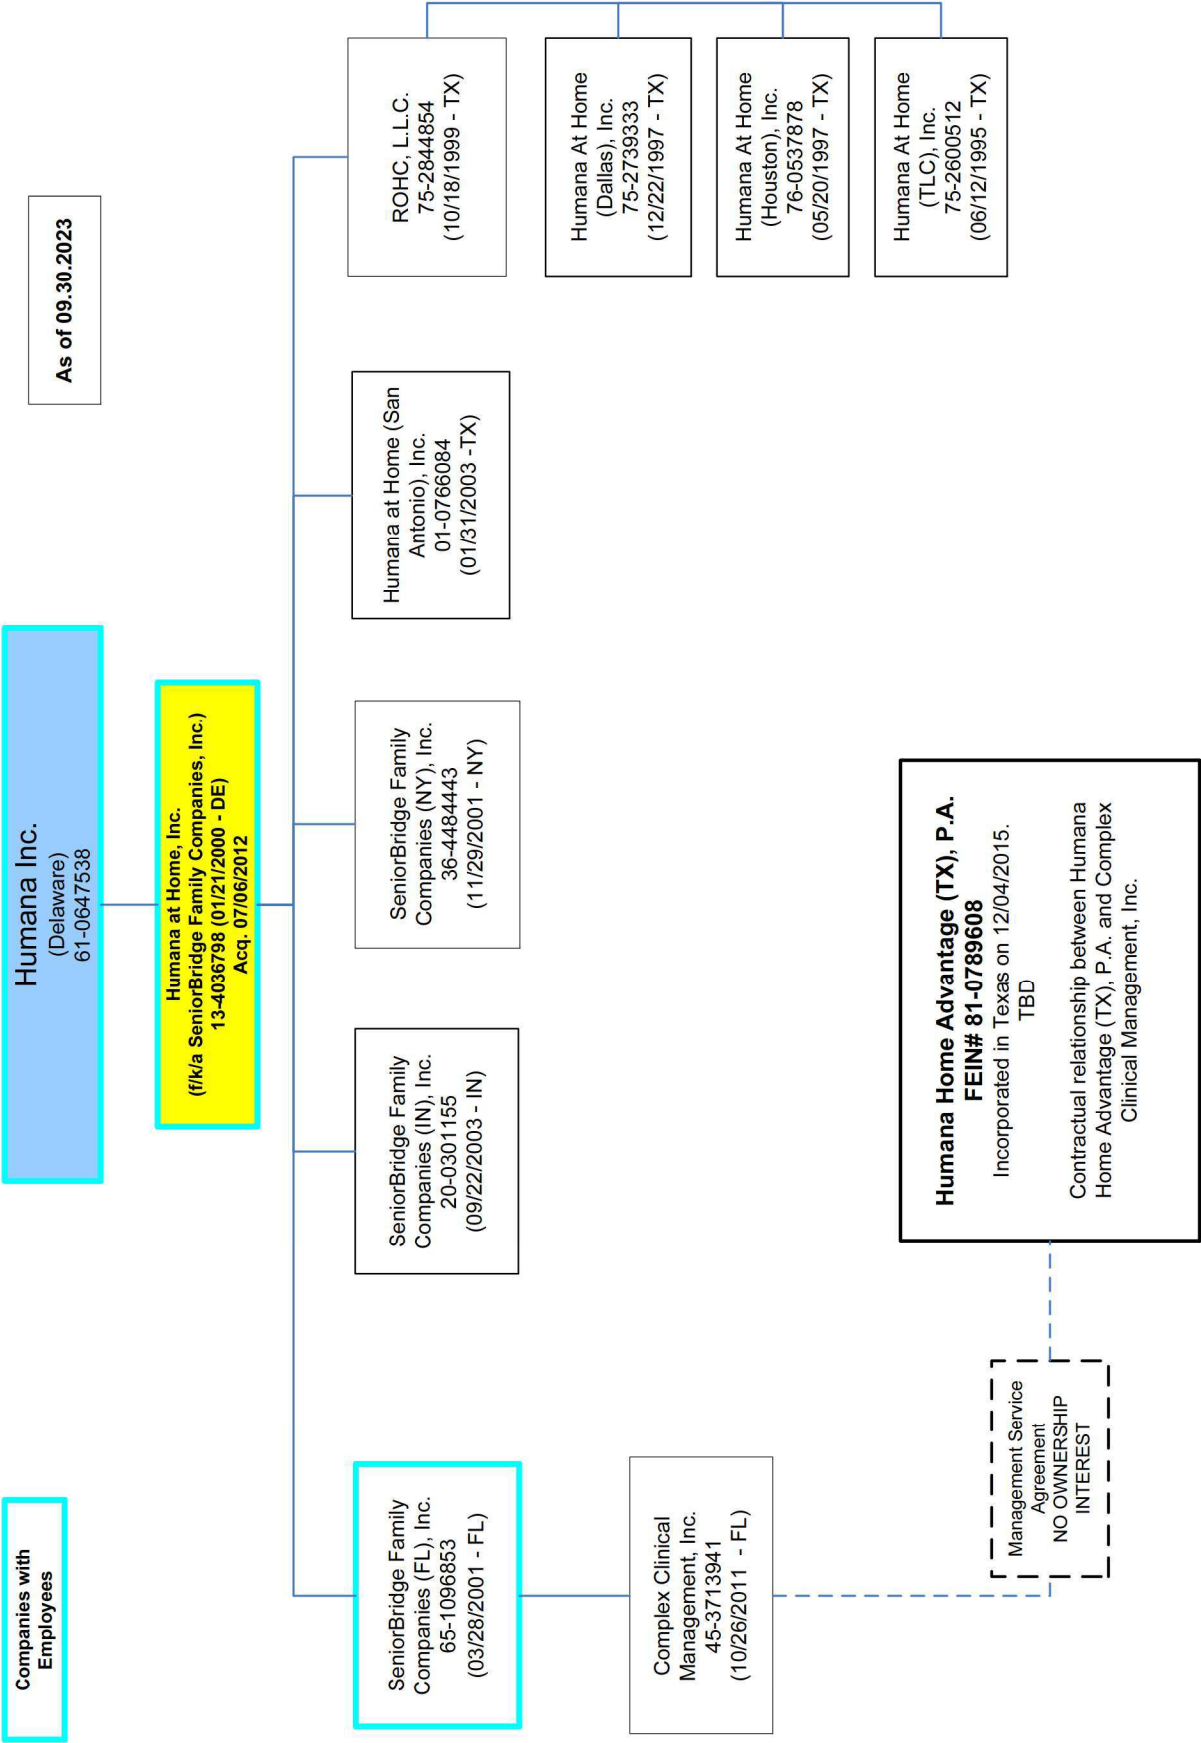 Companies with
Employees
Humana Inc.
(Delaware)
61-0647538
As of 09.30.2023
Humana at Home, Inc.
(f/k/a SeniorBridge Family Companies, Inc.)
13-4036798 (01/21/2000 - DE)
Acq. 07/06/2012
SeniorBridge Family
Companies (FL), Inc.
65-1096853
(03/28/2001 - FL)
SeniorBridge Family
Companies (IN), Inc.
20-0301155
(09/22/2003 - IN)
SeniorBridge Family
Companies (NY), Inc.
36-4484443
(11/29/2001 - NY)
Humana at Home (San
Antonio), Inc.
01-0766084
(01/31/2003 -TX)
ROHC, L.L.C.
75-2844854
(10/18/1999 - TX)
Humana At Home
(Dallas), Inc.
75-2739333
(12/22/1997 - TX)
Humana At Home
(Houston), Inc.
76-0537878
(05/20/1997 - TX)
Humana At Home
(TLC), Inc.
75-2600512
(06/12/1995 - TX)
Complex Clinical
Management, Inc.
45-3713941
(10/26/2011  - FL)
Management Service
Agreement
NO OWNERSHIP
INTEREST
Humana Home Advantage (TX), P.A.
FEIN# 81-0789608
Incorporated in Texas on 12/04/2015.
TBD
Contractual relationship between Humana
Home Advantage (TX), P.A. and Complex
Clinical Management, Inc.